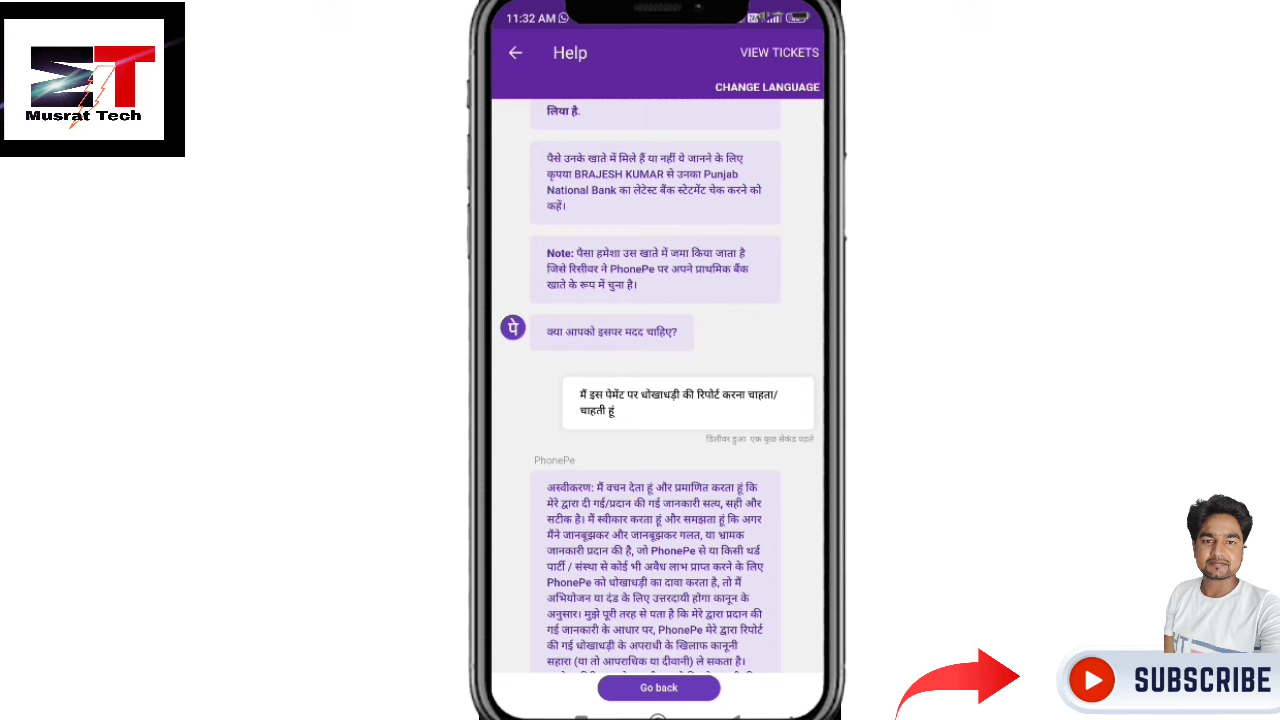 ZT
Musrat Tech
11:32 AM
Help
VIEW TICKETS
CHANGE LANGUAGE
लिया है.
पैसे उनके खाते में मिले हैं या नहीं ये जानने के लिए
कृपया BRAJESH KUMAR से उनका Punjab
National Bank का लेटेस्ट बैंक स्टेटमेंट चेक करने को
कहें।
Note: पैसा हमेशा उस खाते में जमा किया जाता है
जिसे रिसीवर ने PhonePe पर अपने प्राथमिक बैंक
खाते के रूप में चुना है।
पे
क्या आपको इसपर मदद चाहिए?
मैं इस पेमेंट पर धोखाधड़ी की रिपोर्ट करना चाहता/
चाहती हूं
डिलीवर हुआ एक कुछ सेकंड पहले
PhonePe
अस्वीकरण: मैं वचन देता हूं और प्रमाणित करता हूं कि
मेरे द्वारा दी गई/प्रदान की गई जानकारी सत्य, सही और
सटीक है। मैं स्वीकार करता हूं और समझता हूं कि अगर
मैंने जानबूझकर और जानबूझकर गलत, या भ्रामक
जानकारी प्रदान की है, जो PhonePe से या किसी थर्ड
पार्टी / संस्था से कोई भी अवैध लाभ प्राप्त करने के लिए
PhonePe को धोखाधड़ी का दावा करता है, तो मैं
अभियोजन या दंड के लिए उत्तरदायी होगा कानून के
अनुसार। मुझे पूरी तरह से पता है कि मेरे द्वारा प्रदान की
गई जानकारी के आधार पर, PhonePe मेरे द्वारा रिपोर्ट
की गई धोखाधड़ी के अपराधी के खिलाफ कानूनी
सहारा (या तो आपराधिक या दीवानी) ले सकता है।
Go back
SUBSCRIBE